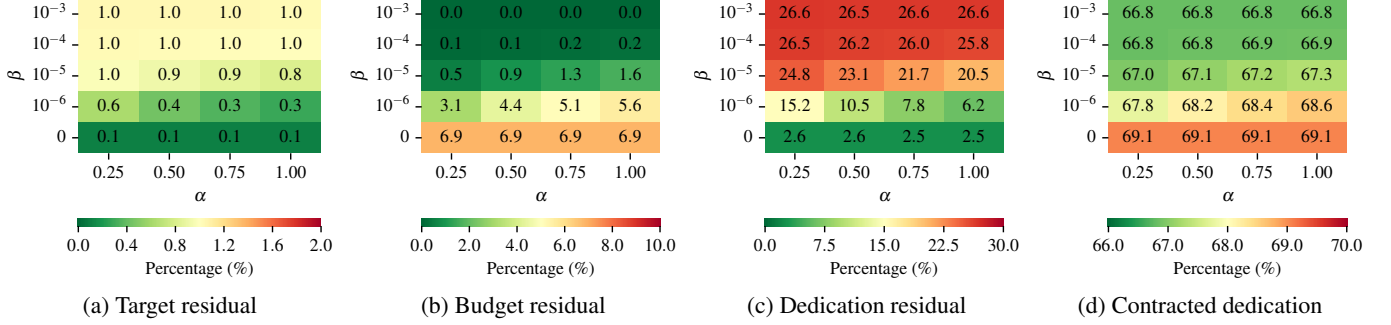 10⁻³ 1.0 1.0 1.0 1.0
10⁻⁴ 1.0 1.0 1.0 1.0
β 10⁻⁵ 1.0 0.9 0.9 0.8
10⁻⁶ 0.6 0.4 0.3 0.3
0 0.1 0.1 0.1 0.1
0.25 0.50 0.75 1.00
α
0.0 0.4 0.8 1.2 1.6 2.0
Percentage (%)
(a) Target residual
10⁻³ 0.0 0.0 0.0 0.0
10⁻⁴ 0.1 0.1 0.2 0.2
β 10⁻⁵ 0.5 0.9 1.3 1.6
10⁻⁶ 3.1 4.4 5.1 5.6
0 6.9 6.9 6.9 6.9
0.25 0.50 0.75 1.00
α
0.0 2.0 4.0 6.0 8.0 10.0
Percentage (%)
(b) Budget residual
10⁻³ 26.6 26.5 26.6 26.6
10⁻⁴ 26.5 26.2 26.0 25.8
β 10⁻⁵ 24.8 23.1 21.7 20.5
10⁻⁶ 15.2 10.5 7.8 6.2
0 2.6 2.6 2.5 2.5
0.25 0.50 0.75 1.00
α
0.0 7.5 15.0 22.5 30.0
Percentage (%)
(c) Dedication residual
10⁻³ 66.8 66.8 66.8 66.8
10⁻⁴ 66.8 66.8 66.9 66.9
β 10⁻⁵ 67.0 67.1 67.2 67.3
10⁻⁶ 67.8 68.2 68.4 68.6
0 69.1 69.1 69.1 69.1
0.25 0.50 0.75 1.00
α
66.0 67.0 68.0 69.0 70.0
Percentage (%)
(d) Contracted dedication